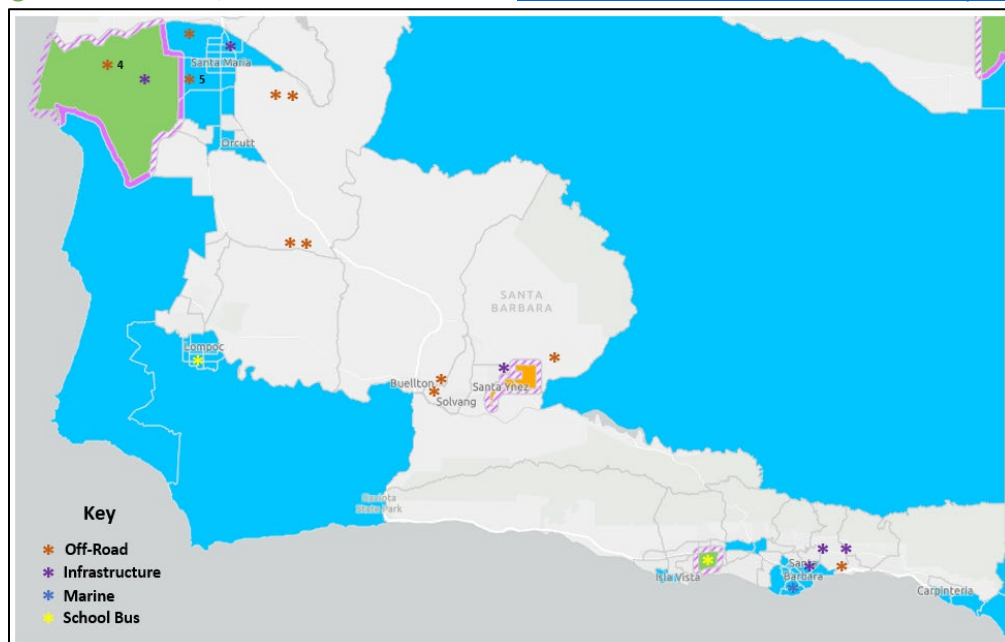 4
Santa Maria
5
Orcutt
SANTA
BARBARA
Lompoc
Buellton
Santa Ynez
Solvang
Gaviota
State Park
Key
* Off-Road
* Infrastructure
* Marine
* School Bus
Isla Vista
Santa
Barbara
Carpinteria